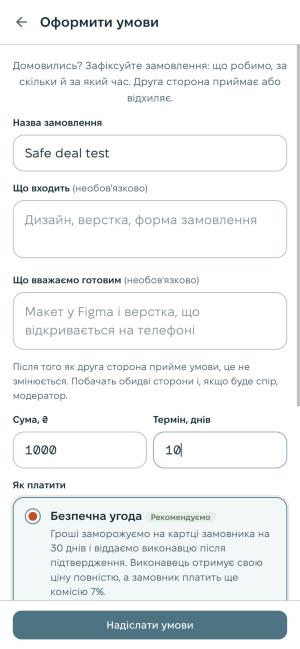 Оформити умови
Домовились? Зафіксуйте замовлення: що робимо, за
скільки й за який час. Друга сторона приймає або
відхиляє.
Назва замовлення
Safe deal test
Що входить (необов'язково)
Дизайн, верстка, форма замовлення
Що вважаємо готовим (необов'язково)
Макет у Figma і верстка, що
відкривається на телефоні
Після того як друга сторона прийме умови, це не
змінюється. Побачать обидві сторони і, якщо буде спір,
модератор.
Сума, ₴
Термін, днів
1000
10
Як платити
Безпечна угода Рекомендуємо
Гроші заморожуємо на картці замовника на
30 днів і віддаємо виконавцю після
підтвердження. Виконавець отримує свою
ціну повністю, а замовник платить ще
комісію 7%.
Надіслати умови